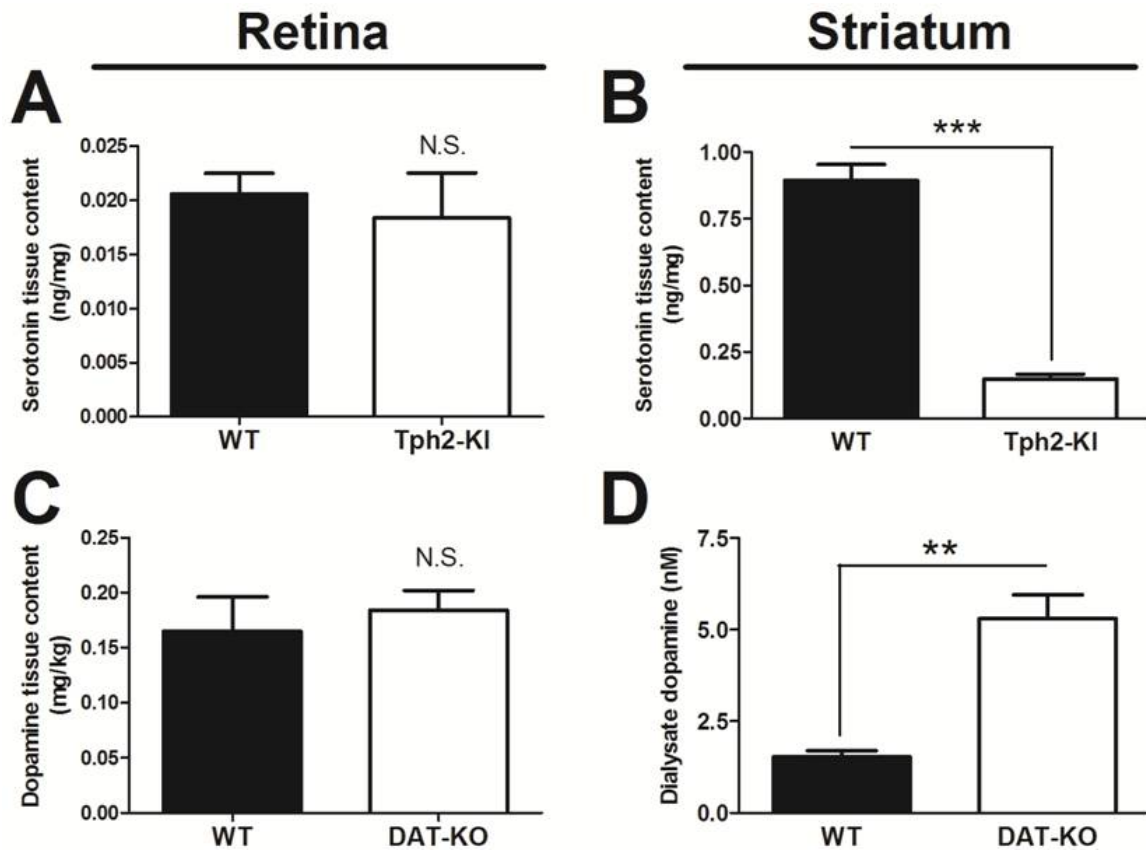 Retina
Striatum
A
Serotonin tissue content
(ng/mg)
0.025
0.020
0.015
0.010
0.005
0.000
N.S.
WT
Tph2-KI
B
Serotonin tissue content
(ng/mg)
1.00
0.75
0.50
0.25
0.00
***
WT
Tph2-KI
C
Dopamine tissue content
(mg/kg)
0.25
0.20
0.15
0.10
0.05
0.00
N.S.
WT
DAT-KO
D
Dialysate dopamine (nM)
7.5
5.0
2.5
0.0
**
WT
DAT-KO